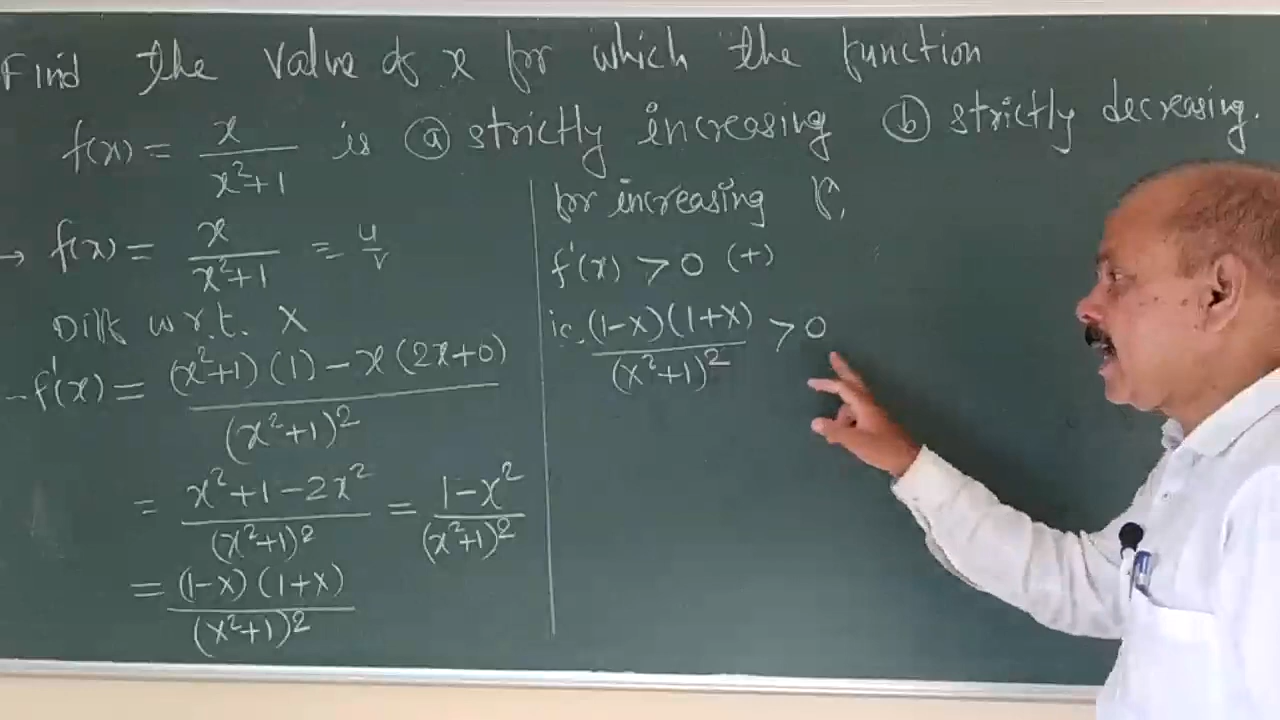 Find the value of x for which the function
f(x) = x/(x²+1) is ⓐ strictly increasing ⓑ strictly decreasing.
→ f(x) = x/(x²+1) = u/v
Diff w.r.t. x
f'(x) = ((x²+1)(1) - x(2x+0))/(x²+1)²
= (x²+1-2x²)/(x²+1)² = (1-x²)/(x²+1)²
= (1-x)(1+x)/(x²+1)²
for increasing
f'(x) > 0 (+)
ie. (1-x)(1+x)/(x²+1)² > 0